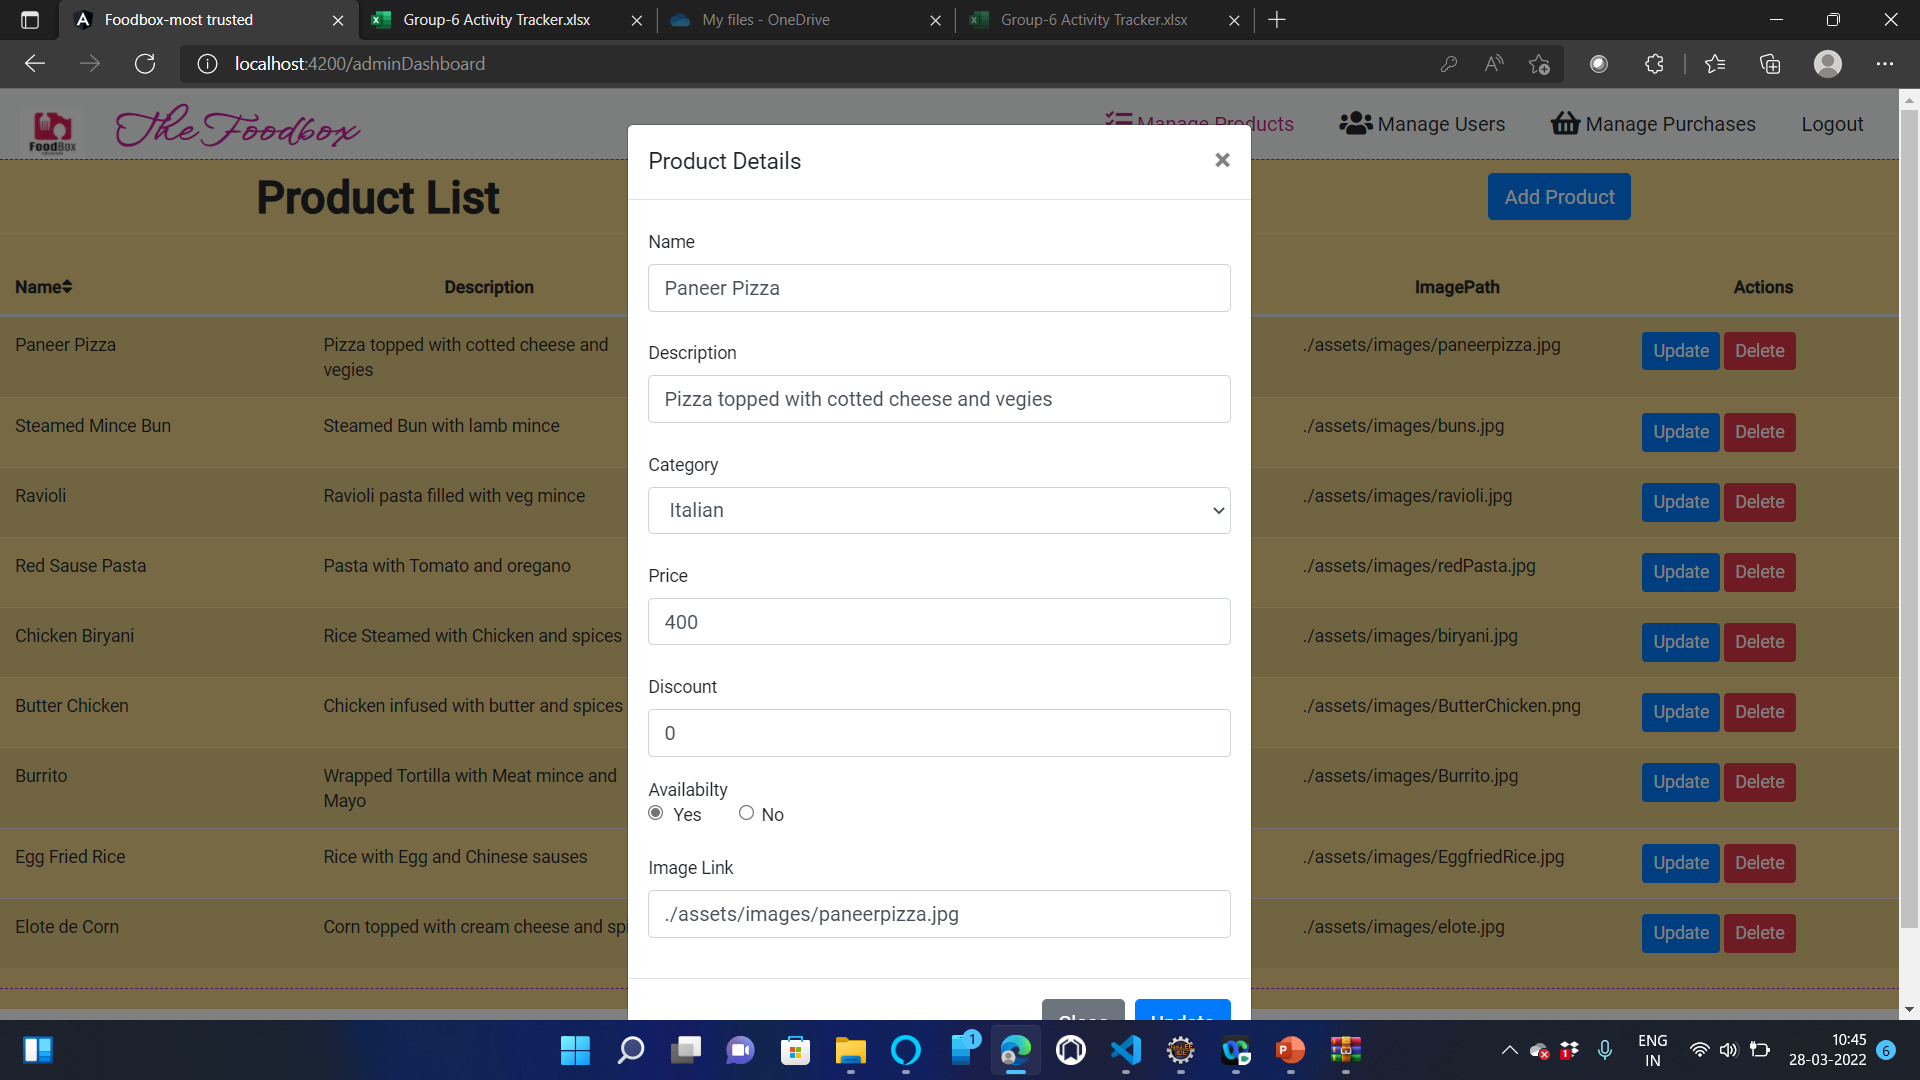 Foodbox-most trusted
Group-6 Activity Tracker.xlsx
My files - OneDrive
Group-6 Activity Tracker.xlsx
localhost:4200/adminDashboard
FoodBox
The Foodbox
Manage Products
Manage Users
Manage Purchases
Logout
Product List
Add Product
Name
Description
ImagePath
Actions
Paneer Pizza
Pizza topped with cotted cheese and
vegies
./assets/images/paneerpizza.jpg
Update Delete
Steamed Mince Bun
Steamed Bun with lamb mince
./assets/images/buns.jpg
Update Delete
Ravioli
Ravioli pasta filled with veg mince
./assets/images/ravioli.jpg
Update Delete
Red Sause Pasta
Pasta with Tomato and oregano
./assets/images/redPasta.jpg
Update Delete
Chicken Biryani
Rice Steamed with Chicken and spices
./assets/images/biryani.jpg
Update Delete
Butter Chicken
Chicken infused with butter and spices
./assets/images/ButterChicken.png
Update Delete
Burrito
Wrapped Tortilla with Meat mince and
Mayo
./assets/images/Burrito.jpg
Update Delete
Egg Fried Rice
Rice with Egg and Chinese sauses
./assets/images/EggfriedRice.jpg
Update Delete
Elote de Corn
Corn topped with cream cheese and spi
./assets/images/elote.jpg
Update Delete
Product Details
Name
Paneer Pizza
Description
Pizza topped with cotted cheese and vegies
Category
Italian
Price
400
Discount
0
Availabilty
Yes
No
Image Link
./assets/images/paneerpizza.jpg
Close
Update
1
1
ENG
IN
10:45
28-03-2022
6